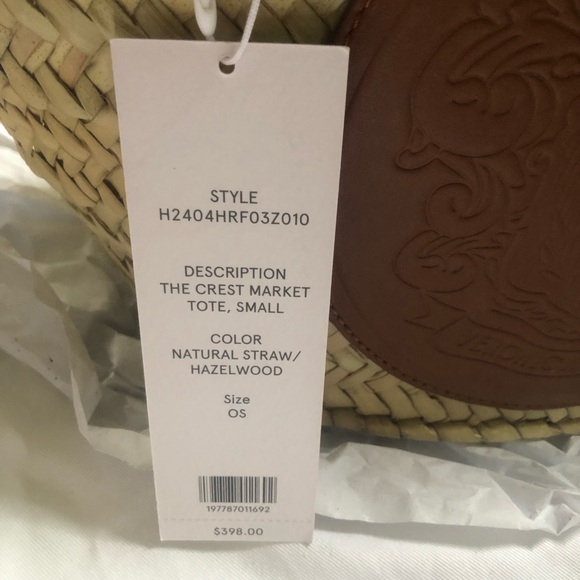 STYLE
H2404HRF03Z010
DESCRIPTION
THE CREST MARKET
TOTE, SMALL
COLOR
NATURAL STRAW/
HAZELWOOD
Size
OS
197787011692
$398.00